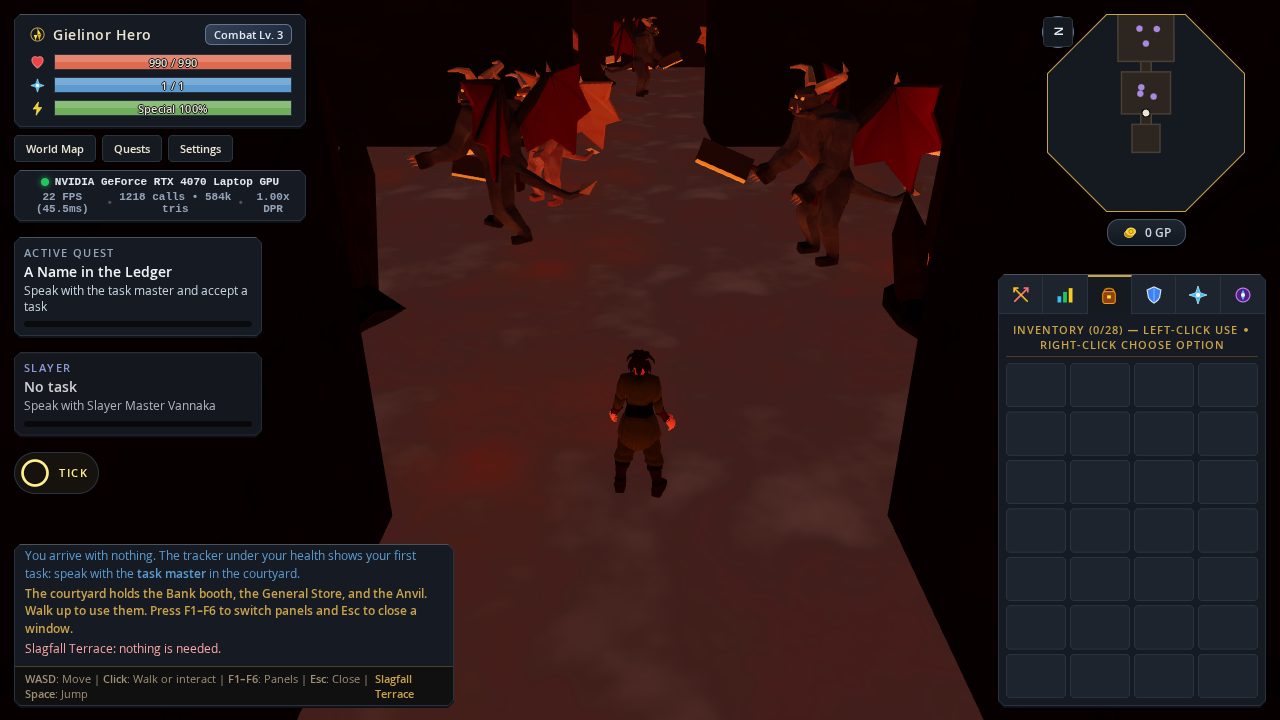 Gielinor Hero
Combat Lv. 3
990 / 990
1 / 1
Special 100%
World Map
Quests
Settings
NVIDIA GeForce RTX 4070 Laptop GPU
22 FPS (45.5ms) • 1218 calls • 584k tris • 1.00x DPR
ACTIVE QUEST
A Name in the Ledger
Speak with the task master and accept a
task
SLAYER
No task
Speak with Slayer Master Vannaka
TICK
You arrive with nothing. The tracker under your health shows your first
task: speak with the task master in the courtyard.
The courtyard holds the Bank booth, the General Store, and the Anvil.
Walk up to use them. Press F1–F6 to switch panels and Esc to close a
window.
Slagfall Terrace: nothing is needed.
WASD: Move | Click: Walk or interact | F1–F6: Panels | Esc: Close |
Space: Jump
Slagfall
Terrace
N
0 GP
INVENTORY (0/28) — LEFT-CLICK USE •
RIGHT-CLICK CHOOSE OPTION